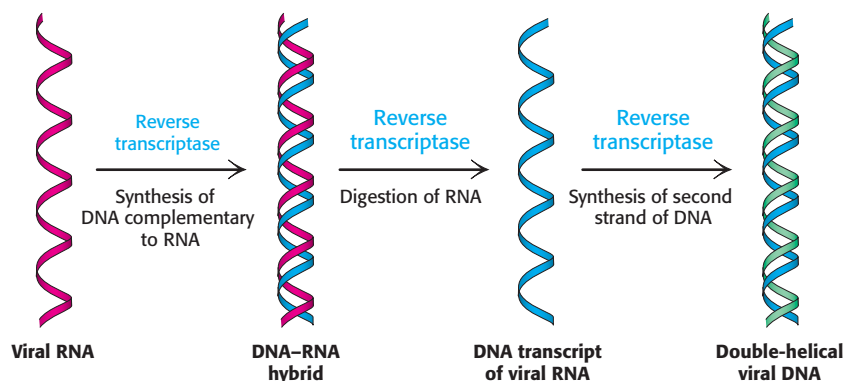 Reverse
transcriptase
Synthesis of
DNA complementary
to RNA
Reverse
transcriptase
Digestion of RNA
Reverse
transcriptase
Synthesis of second
strand of DNA
Viral RNA
DNA–RNA
hybrid
DNA transcript
of viral RNA
Double-helical
viral DNA